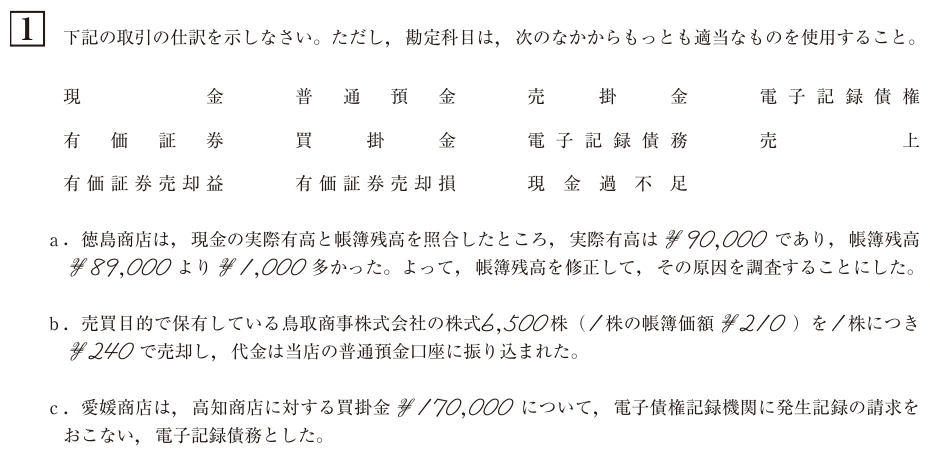 1 下記の取引の仕訳を示しなさい。ただし，勘定科目は，次のなかからもっとも適当なものを使用すること。
現金 普通預金 売掛金 電子記録債権
有価証券 買掛金 電子記録債務 売上
有価証券売却益 有価証券売却損 現金過不足
a．徳島商店は，現金の実際有高と帳簿残高を照合したところ，実際有高は¥90,000であり，帳簿残高
¥89,000より¥1,000多かった。よって，帳簿残高を修正して，その原因を調査することにした。
b．売買目的で保有している鳥取商事株式会社の株式6,500株（1株の帳簿価額¥210）を1株につき
¥240で売却し，代金は当店の普通預金口座に振り込まれた。
c．愛媛商店は，高知商店に対する買掛金¥170,000について，電子債権記録機関に発生記録の請求を
おこない，電子記録債務とした。